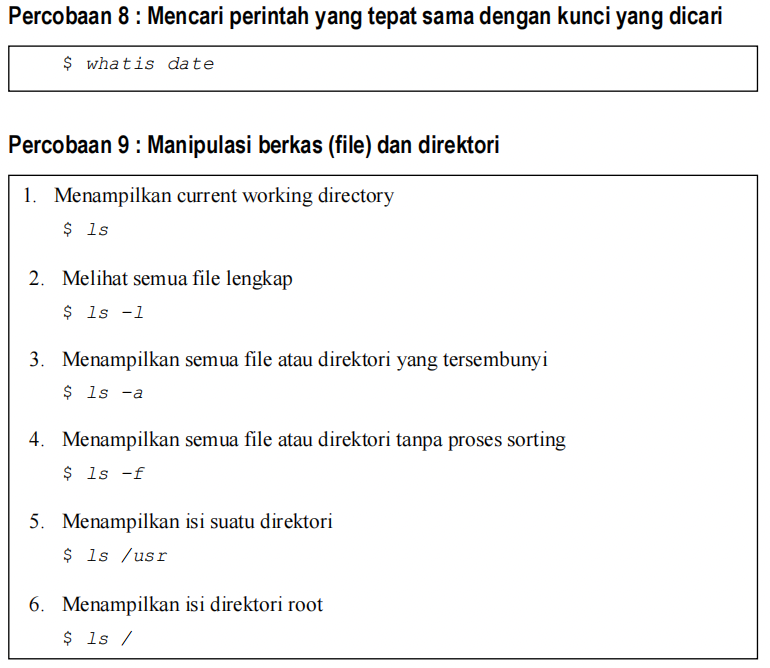 Percobaan 8 : Mencari perintah yang tepat sama dengan kunci yang dicari
$ whatis date
Percobaan 9 : Manipulasi berkas (file) dan direktori
1. Menampilkan current working directory
$ ls
2. Melihat semua file lengkap
$ ls –l
3. Menampilkan semua file atau direktori yang tersembunyi
$ ls –a
4. Menampilkan semua file atau direktori tanpa proses sorting
$ ls –f
5. Menampilkan isi suatu direktori
$ ls /usr
6. Menampilkan isi direktori root
$ ls /